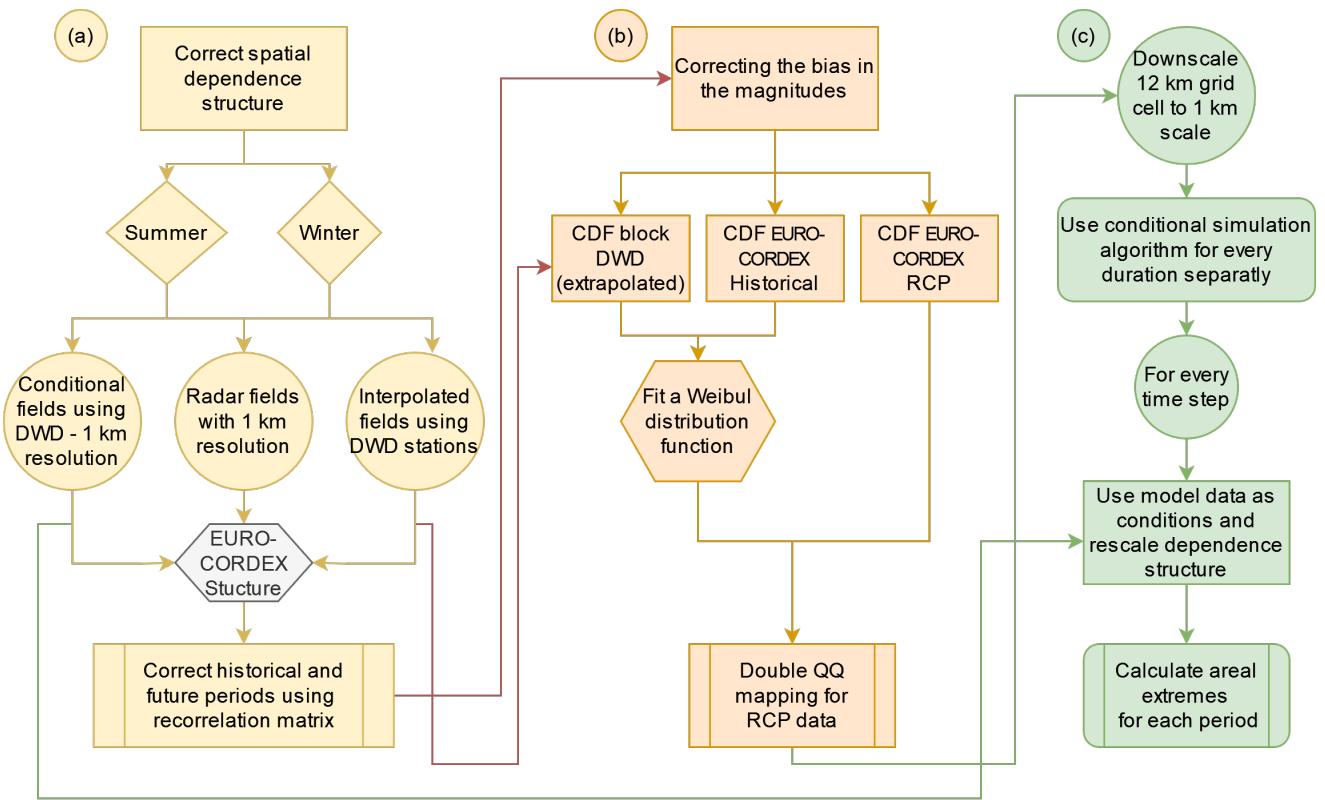 (a)
Correct spatial
dependence
structure
Summer
Winter
Conditional
fields using
DWD - 1 km
resolution
Radar fields
with 1 km
resolution
Interpolated
fields using
DWD stations
EURO-
CORDEX
Stucture
Correct historical and
future periods using
recorrelation matrix
(b)
Correcting the bias in
the magnitudes
CDF block
DWD
(extrapolated)
CDF EURO-
CORDEX
Historical
CDF EURO-
CORDEX
RCP
Fit a Weibul
distribution
function
Double QQ
mapping for
RCP data
(c)
Downscale
12 km grid
cell to 1 km
scale
Use conditional simulation
algorithm for every
duration separatly
For every
time step
Use model data as
conditions and
rescale dependence
structure
Calculate areal
extremes
for each period